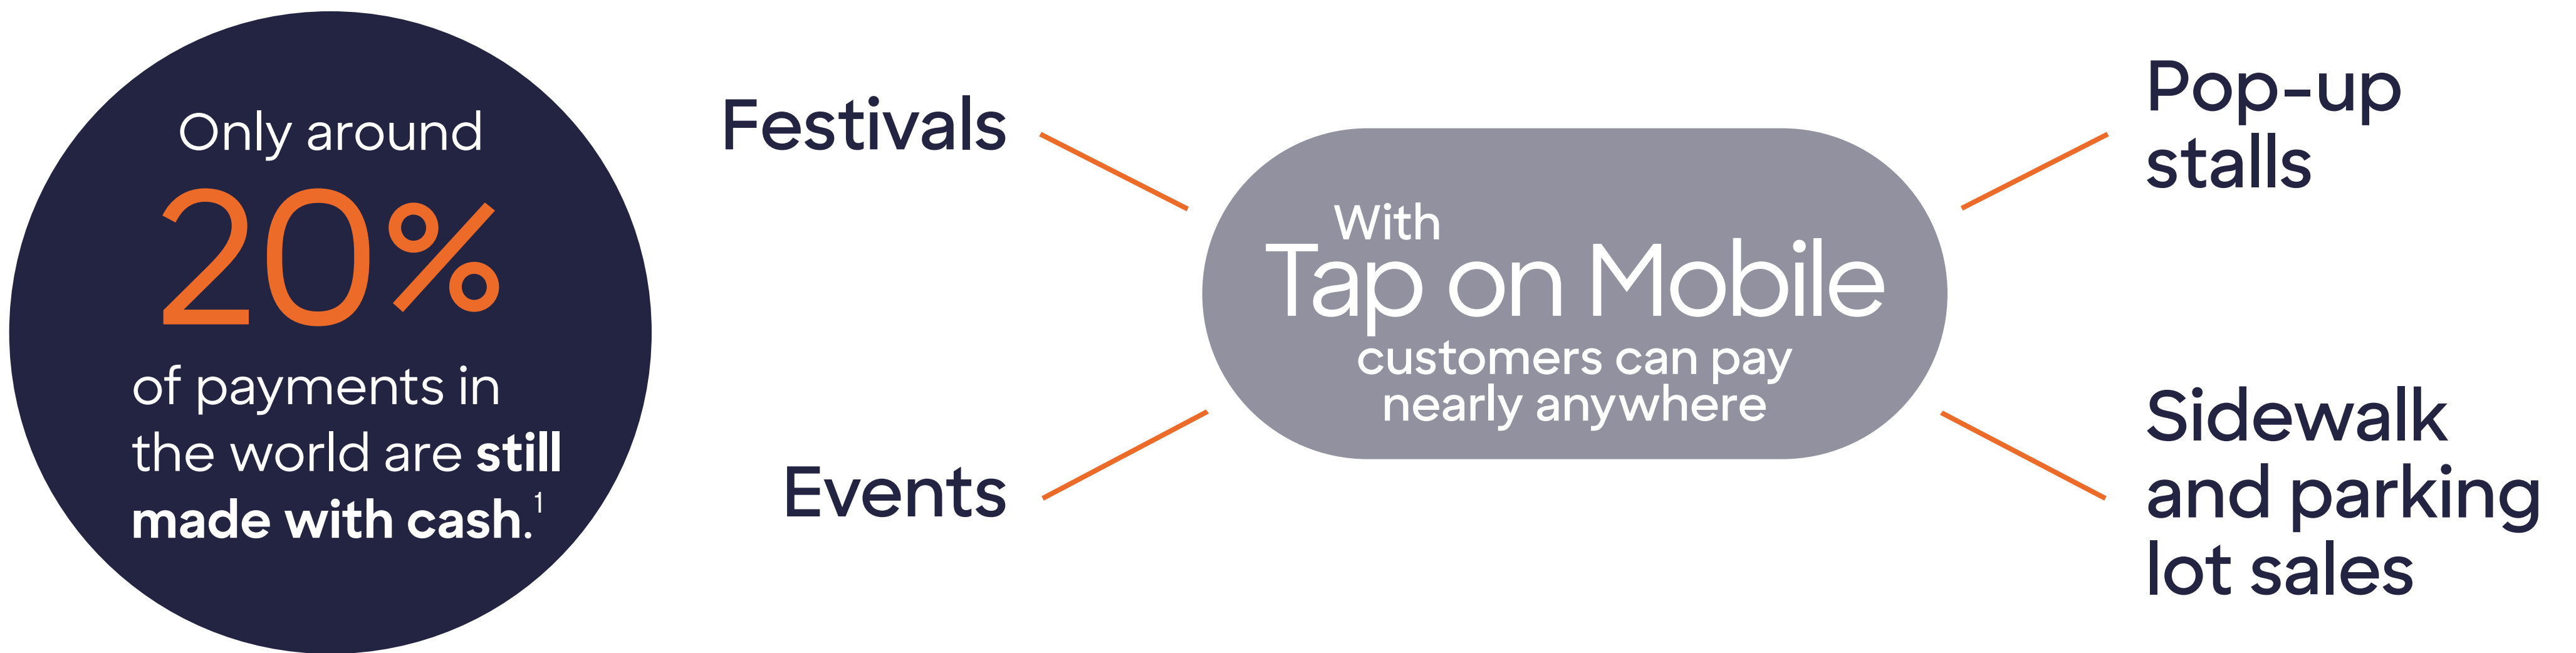 Only around
20%
of payments in
the world are still
made with cash.¹
Festivals
Events
With
Tap on Mobile
customers can pay
nearly anywhere
Pop-up
stalls
Sidewalk
and parking
lot sales